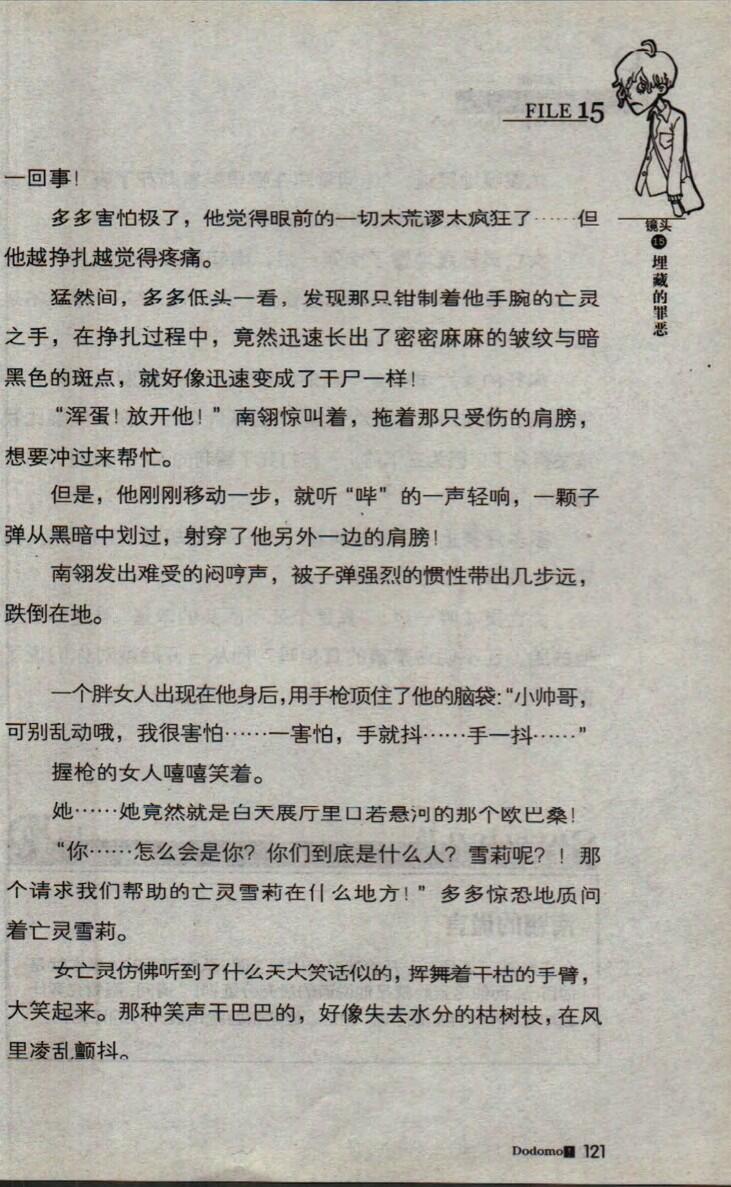 FILE 15
镜头
15
埋藏的罪恶
一回事！
多多害怕极了，他觉得眼前的一切太荒谬太疯狂了……但
他越挣扎越觉得疼痛。
猛然间，多多低头一看，发现那只钳制着他手腕的亡灵
之手，在挣扎过程中，竟然迅速长出了密密麻麻的皱纹与暗
黑色的斑点，就好像迅速变成了干尸一样！
“浑蛋！放开他！”南翎惊叫着，拖着那只受伤的肩膀，
想要冲过来帮忙。
但是，他刚刚移动一步，就听“哔”的一声轻响，一颗子
弹从黑暗中划过，射穿了他另外一边的肩膀！
南翎发出难受的闷哼声，被子弹强烈的惯性带出几步远，
跌倒在地。
一个胖女人出现在他身后，用手枪顶住了他的脑袋：“小帅哥，
可别乱动哦，我很害怕……一害怕，手就抖……手一抖……”
握枪的女人嘻嘻笑着。
她……她竟然就是白天展厅里口若悬河的那个欧巴桑！
“你……怎么会是你？你们到底是什么人？雪莉呢？！那
个请求我们帮助的亡灵雪莉在什么地方！”多多惊恐地质问
着亡灵雪莉。
女亡灵仿佛听到了什么天大笑话似的，挥舞着干枯的手臂，
大笑起来。那种笑声干巴巴的，好像失去水分的枯树枝，在风
里凌乱颤抖。
Dodomo! 121